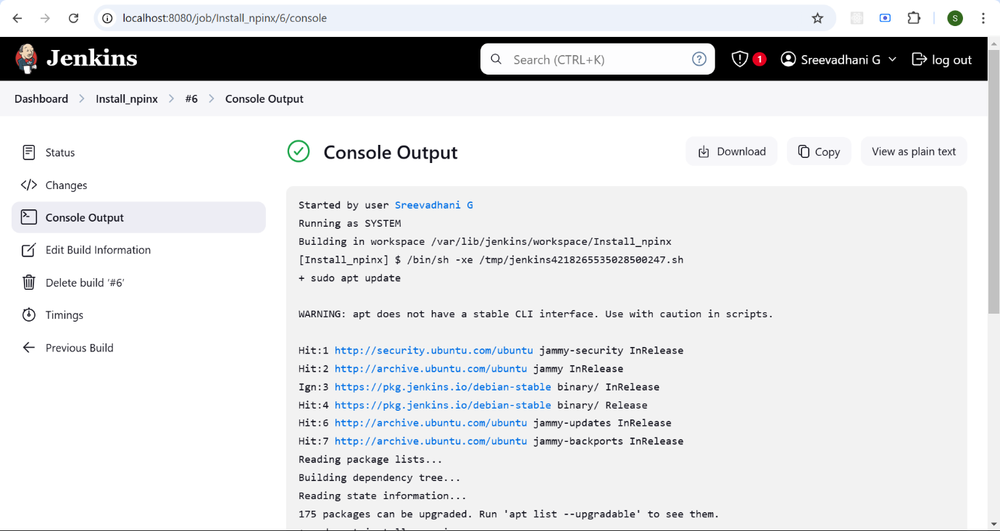 localhost:8080/job/Install_npinx/6/console
S
Jenkins
Search (CTRL+K)
?
1
Sreevadhani G
log out
Dashboard > Install_npinx > #6 > Console Output
Status
Changes
Console Output
Edit Build Information
Delete build '#6'
Timings
Previous Build
Console Output
Download
Copy
View as plain text
Started by user Sreevadhani G
Running as SYSTEM
Building in workspace /var/lib/jenkins/workspace/Install_npinx
[Install_npinx] $ /bin/sh -xe /tmp/jenkins4218265535028500247.sh
+ sudo apt update
WARNING: apt does not have a stable CLI interface. Use with caution in scripts.
Hit:1 http://security.ubuntu.com/ubuntu jammy-security InRelease
Hit:2 http://archive.ubuntu.com/ubuntu jammy InRelease
Ign:3 https://pkg.jenkins.io/debian-stable binary/ InRelease
Hit:4 https://pkg.jenkins.io/debian-stable binary/ Release
Hit:6 http://archive.ubuntu.com/ubuntu jammy-updates InRelease
Hit:7 http://archive.ubuntu.com/ubuntu jammy-backports InRelease
Reading package lists...
Building dependency tree...
Reading state information...
175 packages can be upgraded. Run 'apt list --upgradable' to see them.